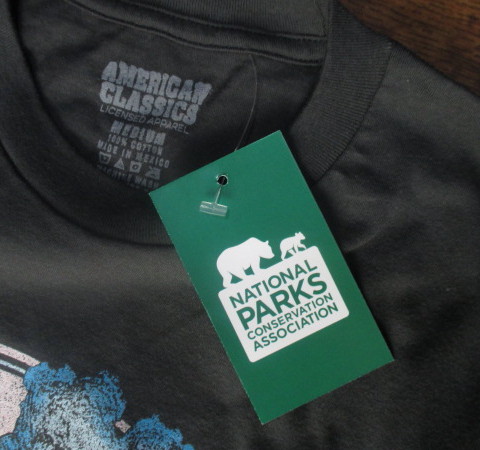 AMERICAN
CLASSICS
LICENSED APPAREL
MEDIUM
100% COTTON
MADE IN MEXICO
NATIONAL
PARKS
CONSERVATION
ASSOCIATION